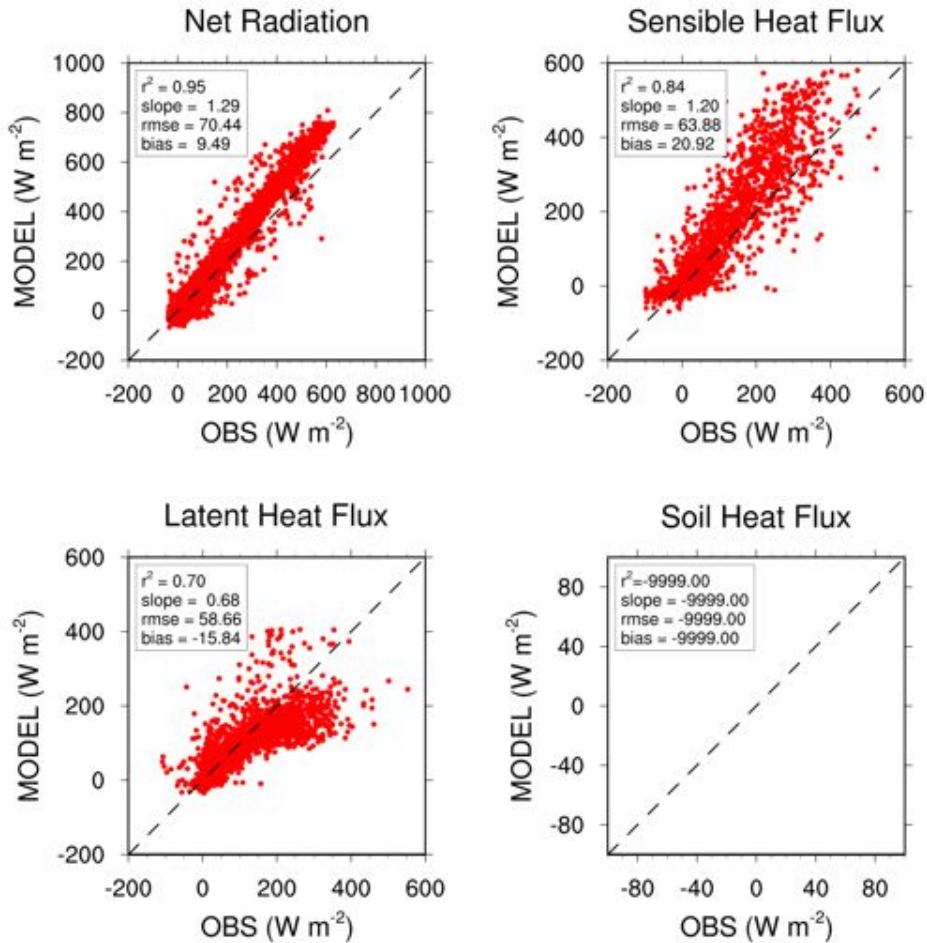 Net Radiation
1000
800
600
400
200
0
-200
MODEL (W m⁻²)
r² = 0.95
slope = 1.29
rmse = 70.44
bias = 9.49
-200 0 200 400 600 800 1000
OBS (W m⁻²)
Sensible Heat Flux
600
400
200
0
-200
MODEL (W m⁻²)
r² = 0.84
slope = 1.20
rmse = 63.88
bias = 20.92
-200 0 200 400 600
OBS (W m⁻²)
Latent Heat Flux
600
400
200
0
-200
MODEL (W m⁻²)
r² = 0.70
slope = 0.68
rmse = 58.66
bias = -15.84
-200 0 200 400 600
OBS (W m⁻²)
Soil Heat Flux
80
40
0
-40
-80
MODEL (W m⁻²)
r²=-9999.00
slope = -9999.00
rmse = -9999.00
bias = -9999.00
-80 -40 0 40 80
OBS (W m⁻²)